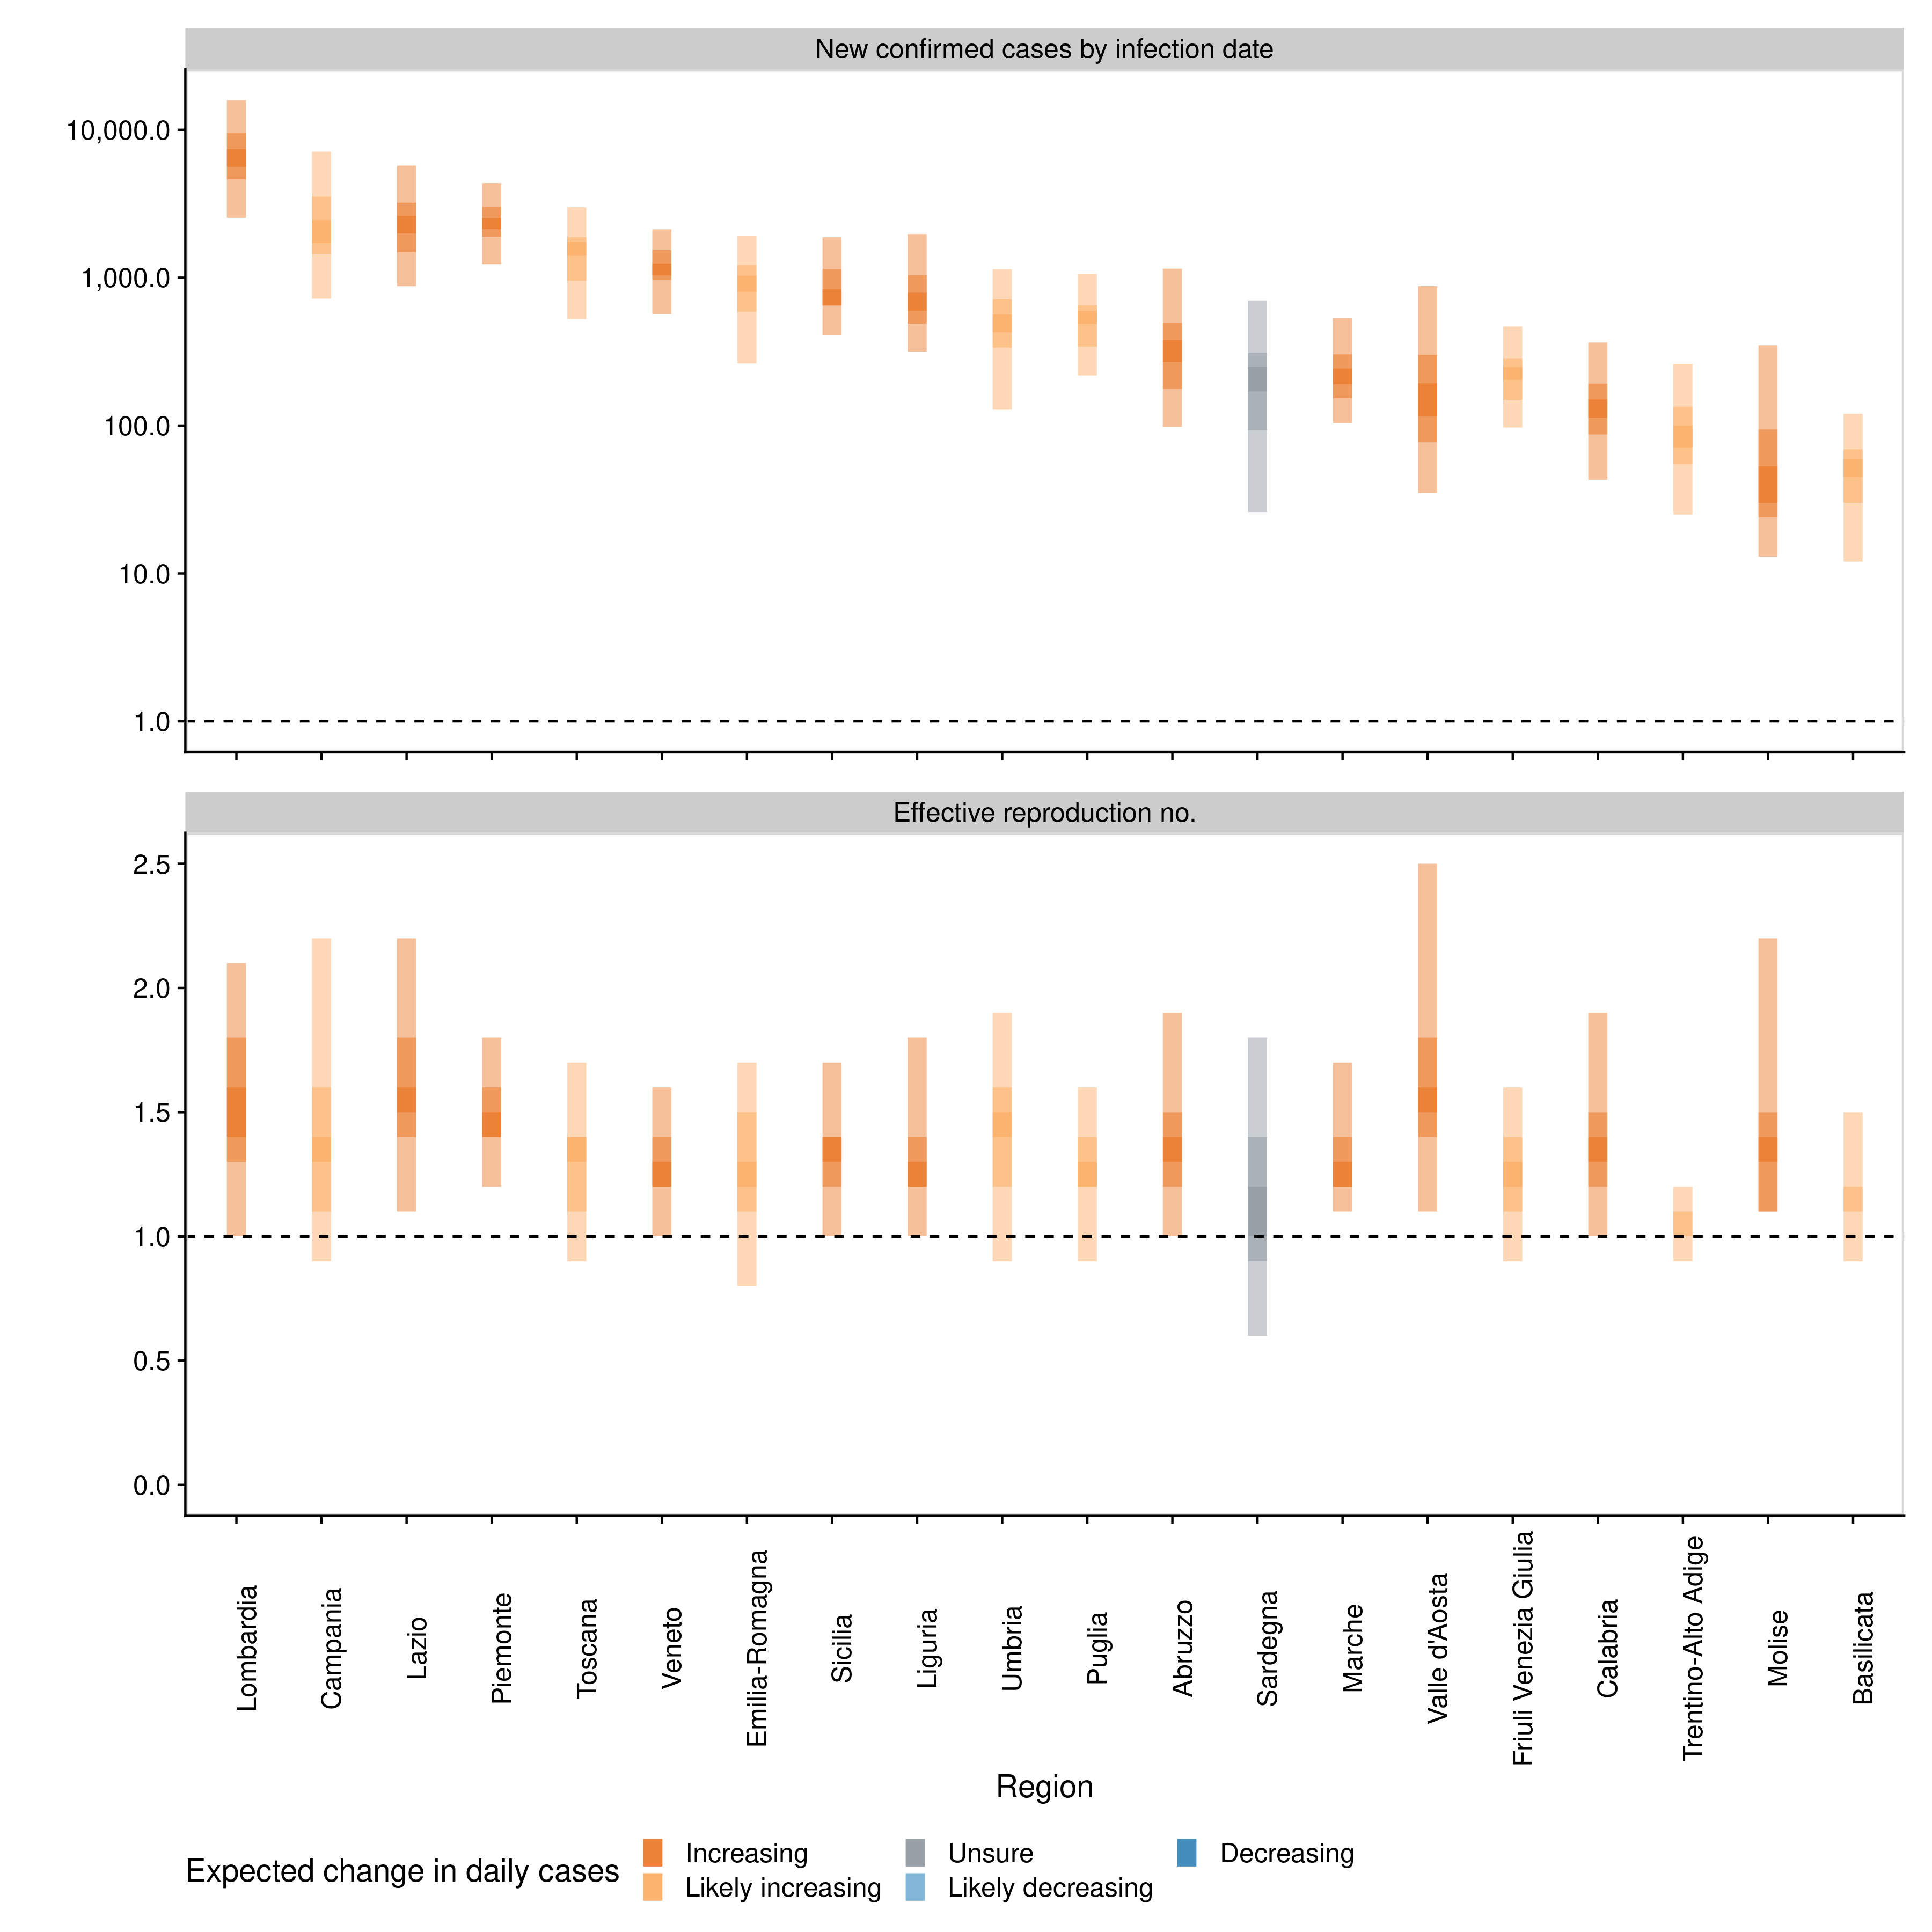 New confirmed cases by infection date
10,000.0
1,000.0
100.0
10.0
1.0
Effective reproduction no.
2.5
2.0
1.5
1.0
0.5
0.0
Lombardia
Campania
Lazio
Piemonte
Toscana
Veneto
Emilia-Romagna
Sicilia
Liguria
Umbria
Puglia
Abruzzo
Sardegna
Marche
Valle d'Aosta
Friuli Venezia Giulia
Calabria
Trentino-Alto Adige
Molise
Basilicata
Region
Expected change in daily cases
Increasing
Likely increasing
Unsure
Likely decreasing
Decreasing